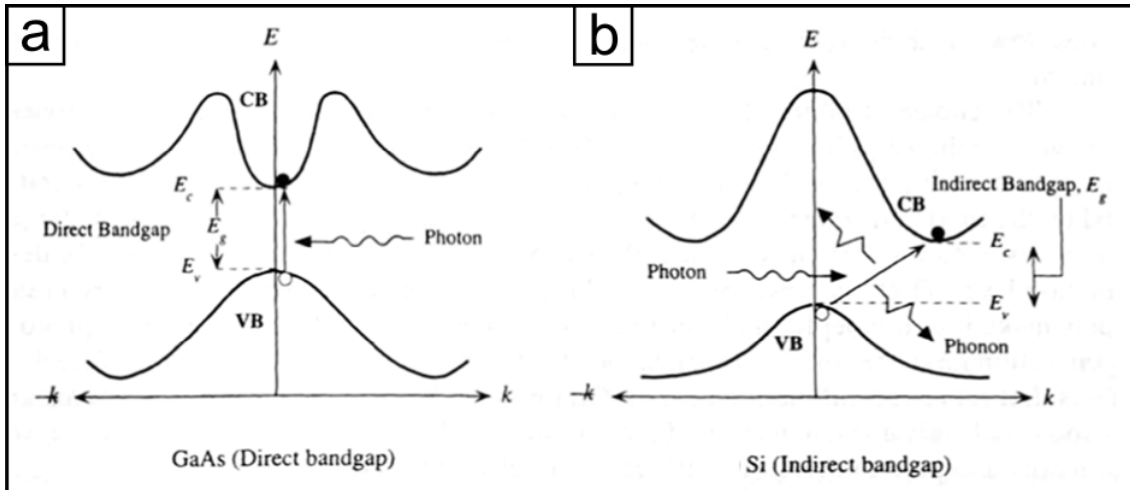 a
E
CB
E_c
Direct Bandgap
E_g
Photon
E_v
VB
-k
k
GaAs (Direct bandgap)
b
E
Indirect Bandgap, E_g
CB
E_c
Photon
E_v
VB
Phonon
-k
k
Si (Indirect bandgap)